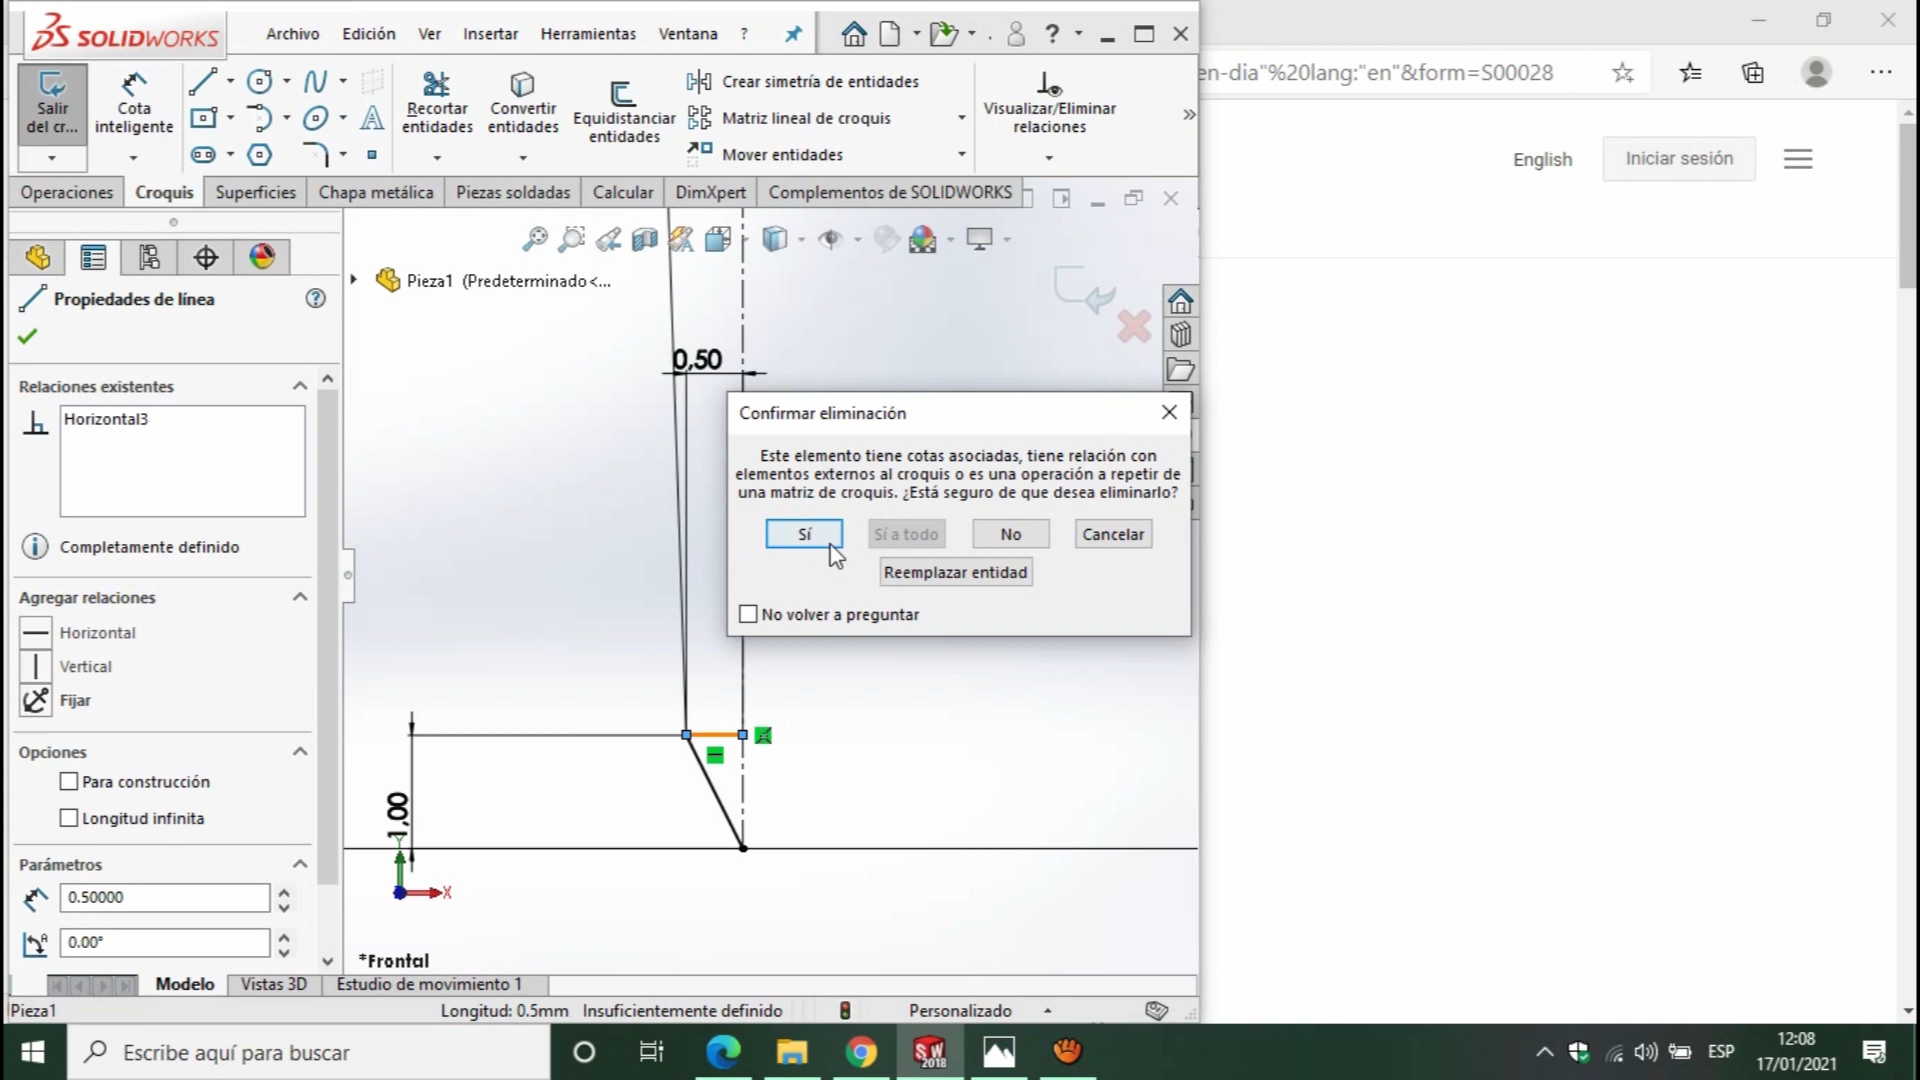 SOLIDWORKS
Archivo Edición Ver Insertar Herramientas Ventana ?
en-dia"%20lang:"en"&form=S00028
Salir
del cr...
Cota
inteligente
Recortar
entidades
Convertir
entidades
Equidistanciar
entidades
Crear simetría de entidades
Matriz lineal de croquis
Mover entidades
Visualizar/Eliminar
relaciones
English
Iniciar sesión
Operaciones Croquis Superficies Chapa metálica Piezas soldadas Calcular DimXpert Complementos de SOLIDWORKS
Pieza1 (Predeterminado<...
Propiedades de línea
Relaciones existentes
Horizontal3
Completamente definido
Agregar relaciones
Horizontal
Vertical
Fijar
Opciones
Para construcción
Longitud infinita
Parámetros
0.50000
0.00°
0,50
1,00
Y
X
*Frontal
Confirmar eliminación
Este elemento tiene cotas asociadas, tiene relación con
elementos externos al croquis o es una operación a repetir de
una matriz de croquis. ¿Está seguro de que desea eliminarlo?
Sí Sí a todo No Cancelar
Reemplazar entidad
No volver a preguntar
Modelo Vistas 3D Estudio de movimiento 1
Pieza1 Longitud: 0.5mm Insuficientemente definido Personalizado
Escribe aquí para buscar
SW
2018
ESP
12:08
17/01/2021